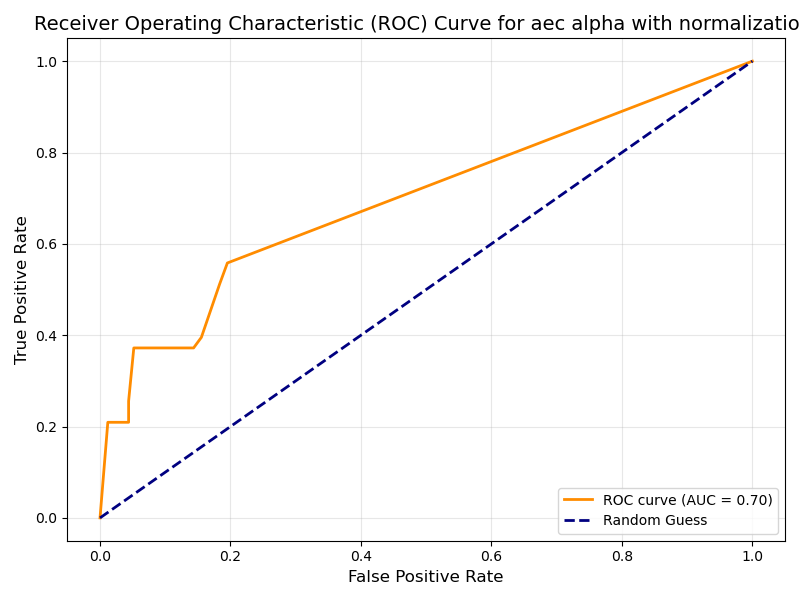 Receiver Operating Characteristic (ROC) Curve for aec alpha with normalizatio
True Positive Rate
1.0
0.8
0.6
0.4
0.2
0.0
0.0 0.2 0.4 0.6 0.8 1.0
False Positive Rate
ROC curve (AUC = 0.70)
Random Guess